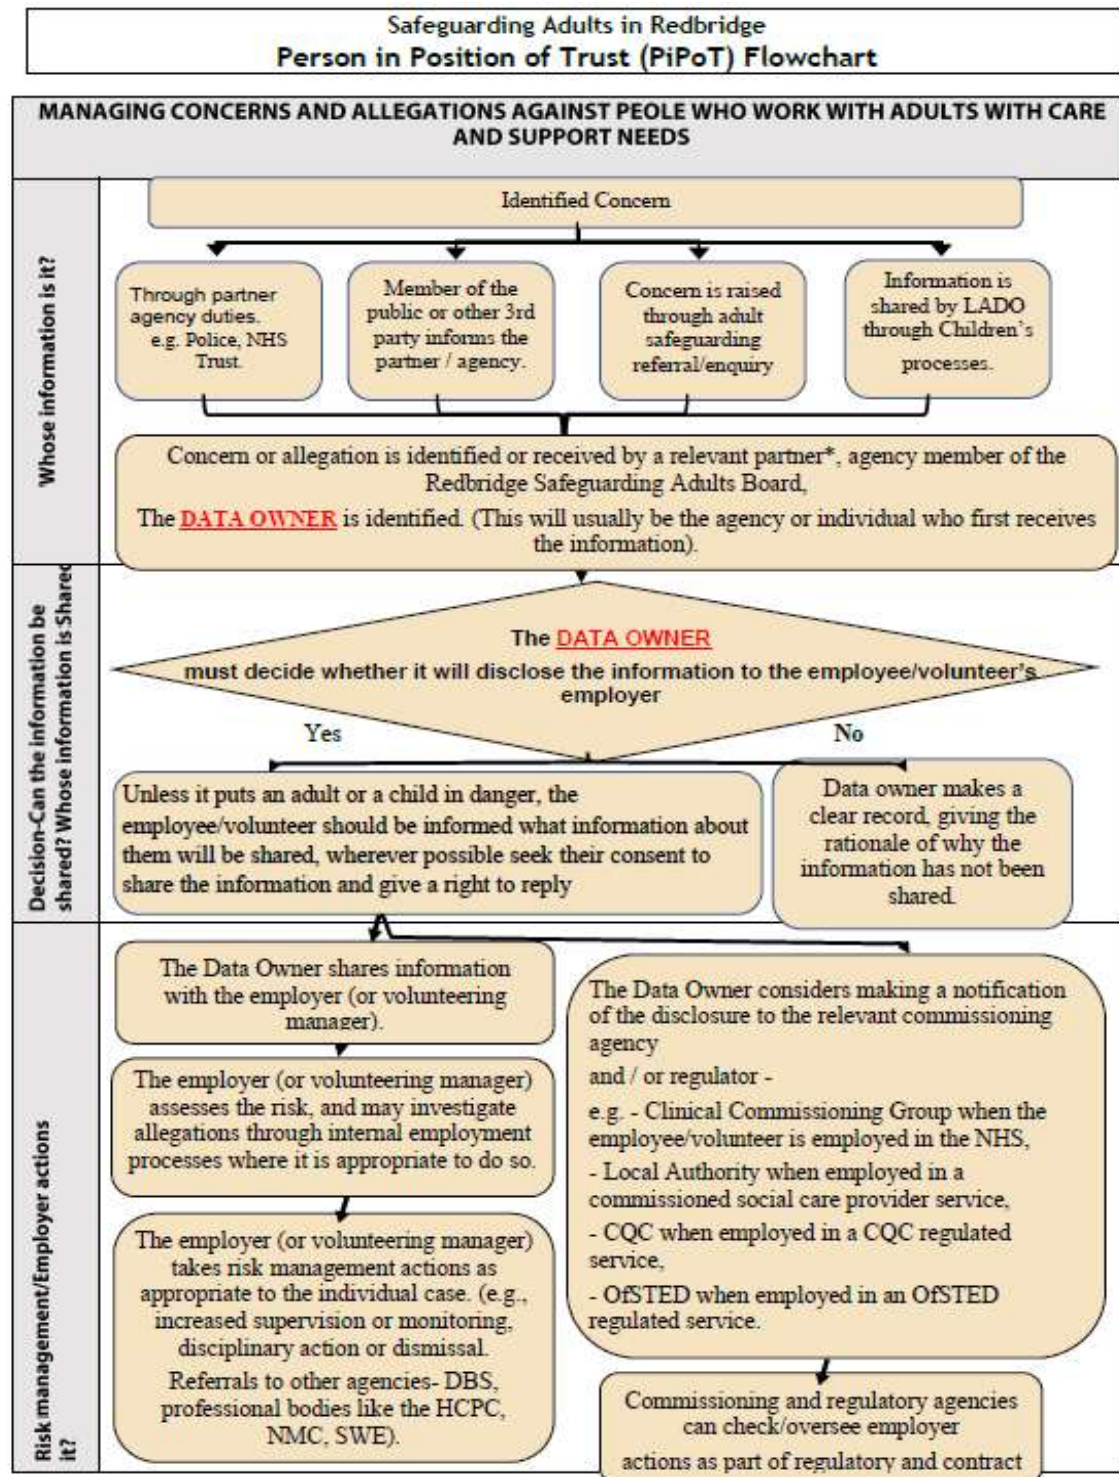 Safeguarding Adults in Redbridge
Person in Position of Trust (PiPoT) Flowchart
MANAGING CONCERNS AND ALLEGATIONS AGAINST PEOLE WHO WORK WITH ADULTS WITH CARE
AND SUPPORT NEEDS
Whose information is it?
Identified Concern
Through partner
agency duties.
e.g. Police, NHS
Trust.
Member of the
public or other 3rd
party informs the
partner / agency.
Concern is raised
through adult
safeguarding
referral/enquiry
Information is
shared by LADO
through Children's
processes.
Concern or allegation is identified or received by a relevant partner*, agency member of the
Redbridge Safeguarding Adults Board,
The DATA OWNER is identified. (This will usually be the agency or individual who first receives
the information).
Decision-Can the information be
shared? Whose information is Shared
The DATA OWNER
must decide whether it will disclose the information to the employee/volunteer's
employer
Yes
No
Unless it puts an adult or a child in danger, the
employee/volunteer should be informed what information about
them will be shared, wherever possible seek their consent to
share the information and give a right to reply
Data owner makes a
clear record, giving the
rationale of why the
information has not been
shared.
Risk management/Employer actions
it?
The Data Owner shares information
with the employer (or volunteering
manager).
The employer (or volunteering manager)
assesses the risk, and may investigate
allegations through internal employment
processes where it is appropriate to do so.
The employer (or volunteering manager)
takes risk management actions as
appropriate to the individual case. (e.g.,
increased supervision or monitoring,
disciplinary action or dismissal.
Referrals to other agencies- DBS,
professional bodies like the HCPC,
NMC, SWE).
The Data Owner considers making a notification
of the disclosure to the relevant commissioning
agency
and / or regulator -
e.g. - Clinical Commissioning Group when the
employee/volunteer is employed in the NHS,
- Local Authority when employed in a
commissioned social care provider service,
- CQC when employed in a CQC regulated
service,
- OfSTED when employed in an OfSTED
regulated service.
Commissioning and regulatory agencies
can check/oversee employer
actions as part of regulatory and contract